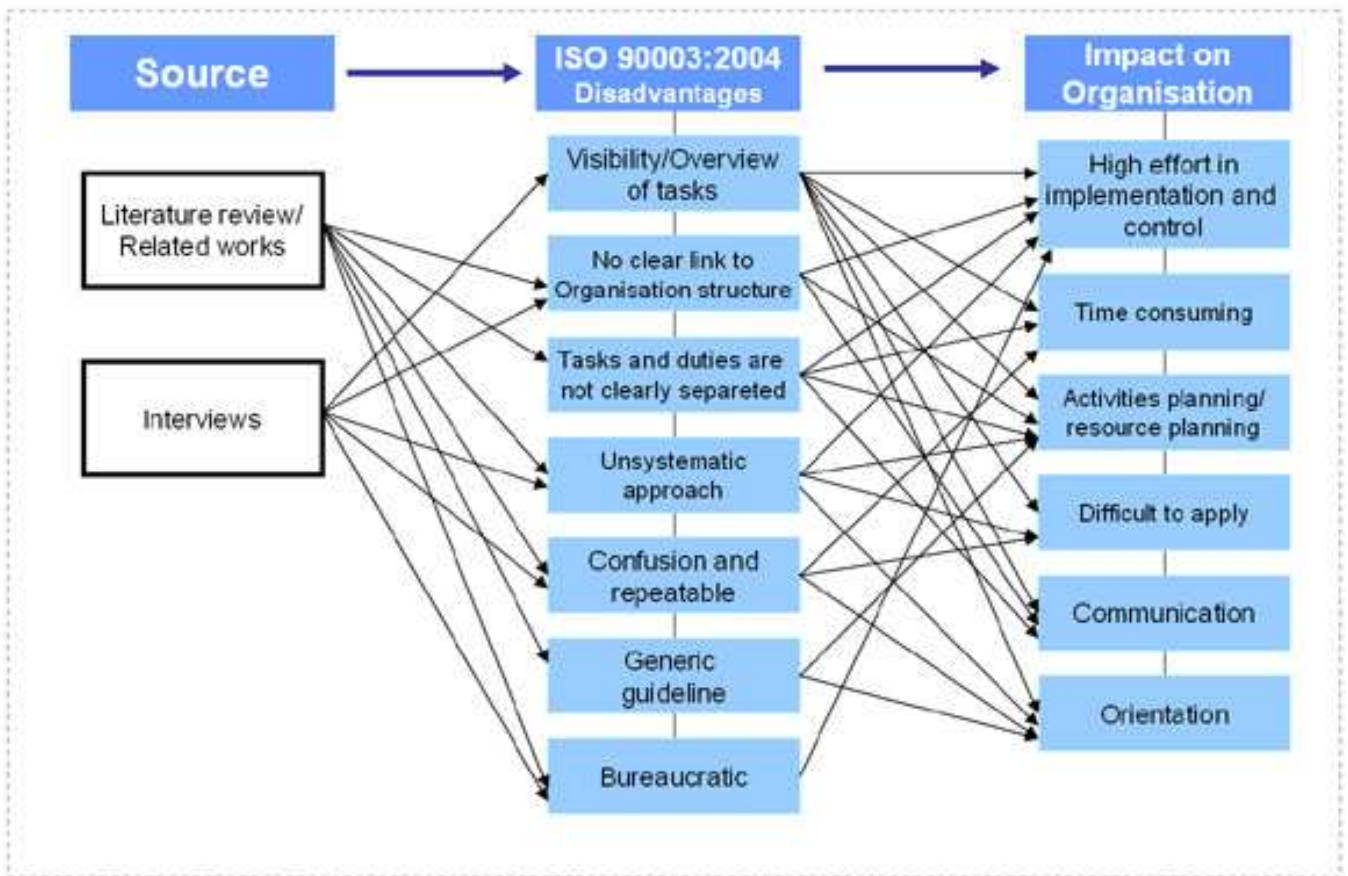 Source
ISO 90003:2004
Disadvantages
Impact on
Organisation
Literature review/
Related works
Interviews
Visibility/Overview
of tasks
No clear link to
Organisation structure
Tasks and duties are
not clearly separeted
Unsystematic
approach
Confusion and
repeatable
Generic
guideline
Bureaucratic
High effort in
implementation and
control
Time consuming
Activities planning/
resource planning
Difficult to apply
Communication
Orientation